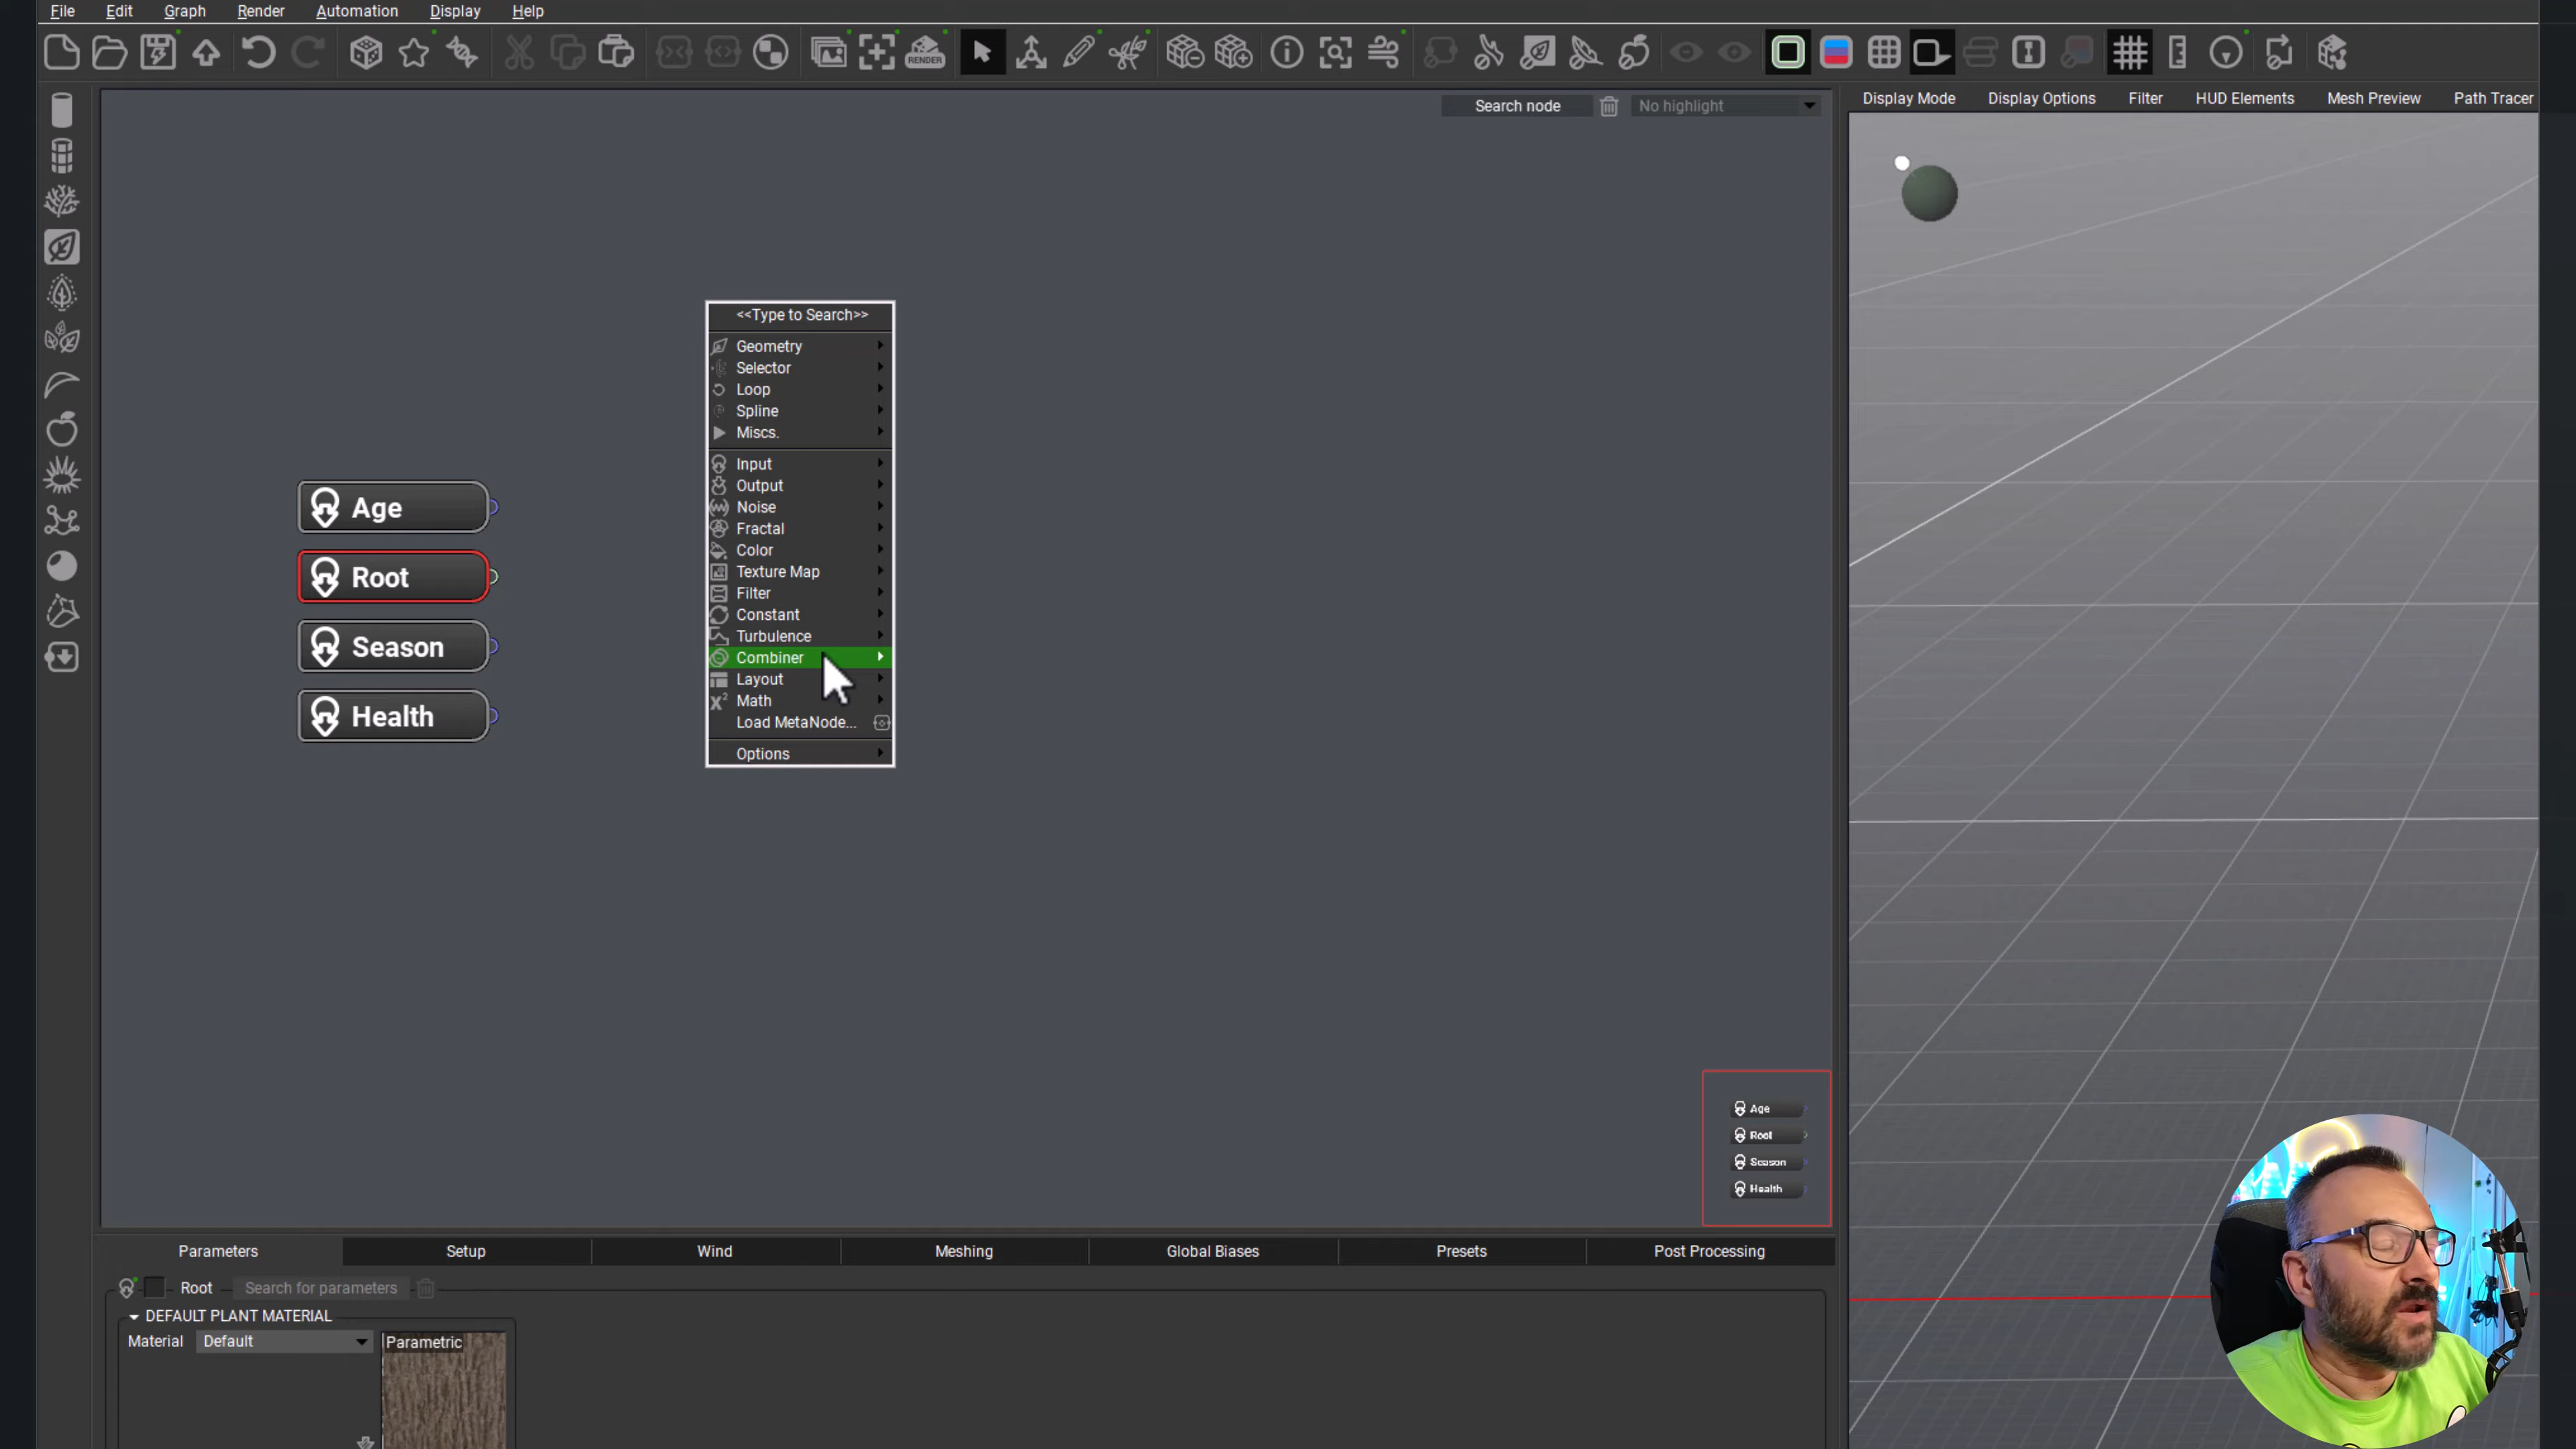 File Edit Graph Render Automation Display Help
RENDER
Search node No highlight
Display Mode Display Options Filter HUD Elements Mesh Preview Path Tracer
<<Type to Search>>
Geometry
Selector
Loop
Spline
Miscs.
Input
Output
Noise
Fractal
Color
Texture Map
Filter
Constant
Turbulence
Combiner
Layout
Math
Load MetaNode...
Options
Age
Root
Season
Health
Age
Root
Season
Health
Parameters Setup Wind Meshing Global Biases Presets Post Processing
Root Search for parameters
DEFAULT PLANT MATERIAL
Material Default Parametric